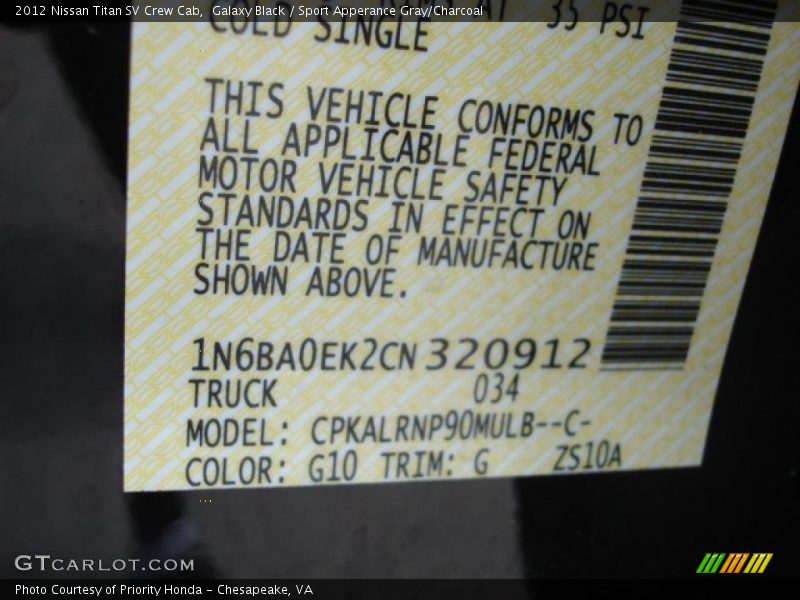 2012 Nissan Titan SV Crew Cab,  Galaxy Black / Sport Apperance Gray/Charcoal
35 PSI
COLD SINGLE
THIS VEHICLE CONFORMS TO
ALL APPLICABLE FEDERAL
MOTOR VEHICLE SAFETY
STANDARDS IN EFFECT ON
THE DATE OF MANUFACTURE
SHOWN ABOVE.
1N6BA0EK2CN320912
TRUCK 034
MODEL: CPKALRNP90MULB--C-
COLOR: G10 TRIM: G ZS10A
GTCARLOT.COM
Photo Courtesy of Priority Honda - Chesapeake, VA